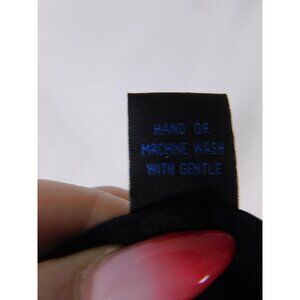 HAND OR
MACHINE WASH
WITH GENTLE